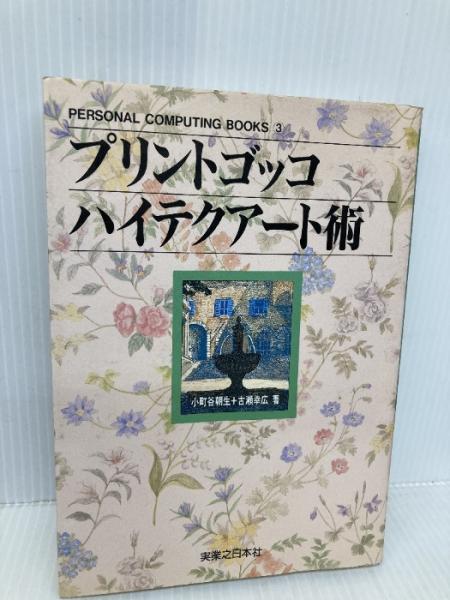 PERSONAL COMPUTING BOOKS 3
プリントゴッコ
ハイテクアート術
小町谷朝生+古瀬幸広 著
実業之日本社